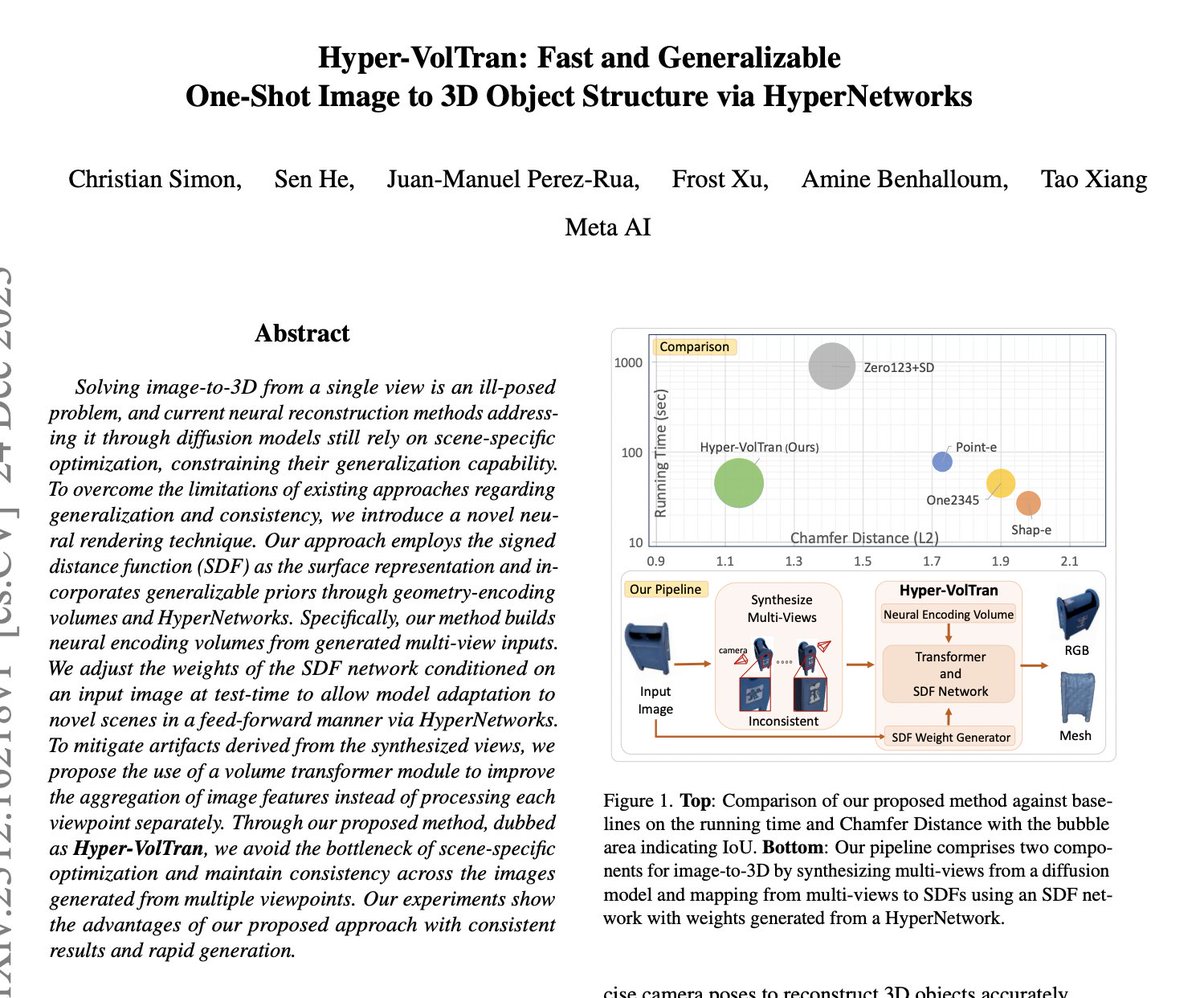 Hyper-VolTran: Fast and Generalizable
One-Shot Image to 3D Object Structure via HyperNetworks
Christian Simon, Sen He, Juan-Manuel Perez-Rua, Frost Xu, Amine Benhalloum, Tao Xiang
Meta AI
[cs.CV] 24 Dec 2023
Abstract
Solving image-to-3D from a single view is an ill-posed
problem, and current neural reconstruction methods address-
ing it through diffusion models still rely on scene-specific
optimization, constraining their generalization capability.
To overcome the limitations of existing approaches regarding
generalization and consistency, we introduce a novel neu-
ral rendering technique. Our approach employs the signed
distance function (SDF) as the surface representation and in-
corporates generalizable priors through geometry-encoding
volumes and HyperNetworks. Specifically, our method builds
neural encoding volumes from generated multi-view inputs.
We adjust the weights of the SDF network conditioned on
an input image at test-time to allow model adaptation to
novel scenes in a feed-forward manner via HyperNetworks.
To mitigate artifacts derived from the synthesized views, we
propose the use of a volume transformer module to improve
the aggregation of image features instead of processing each
viewpoint separately. Through our proposed method, dubbed
as Hyper-VolTran, we avoid the bottleneck of scene-specific
optimization and maintain consistency across the images
generated from multiple viewpoints. Our experiments show
the advantages of our proposed approach with consistent
results and rapid generation.
Comparison
1000
100
10
Running Time (sec)
Zero123+SD
Hyper-VolTran (Ours)
Point-e
One2345
Shap-e
Chamfer Distance (L2)
0.9 1.1 1.3 1.5 1.7 1.9 2.1
Our Pipeline
Input
Image
Synthesize
Multi-Views
camera
Inconsistent
Hyper-VolTran
Neural Encoding Volume
Transformer
and
SDF Network
SDF Weight Generator
RGB
Mesh
Figure 1. Top: Comparison of our proposed method against base-
lines on the running time and Chamfer Distance with the bubble
area indicating IoU. Bottom: Our pipeline comprises two compo-
nents for image-to-3D by synthesizing multi-views from a diffusion
model and mapping from multi-views to SDFs using an SDF net-
work with weights generated from a HyperNetwork.
cise camera poses to reconstruct 3D objects accurately